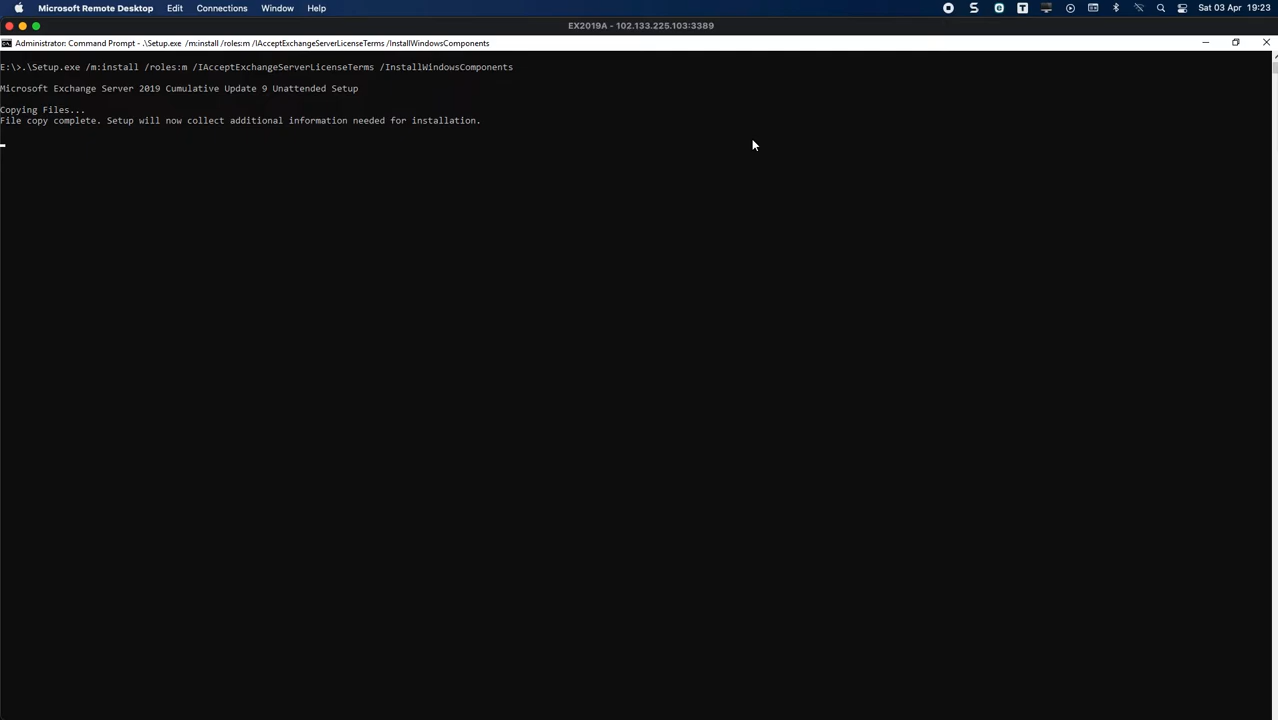 Microsoft Remote Desktop Edit Connections Window Help Sat 03 Apr 19:23
EX2019A - 102.133.225.103:3389
Administrator: Command Prompt - .\Setup.exe /m:install /roles:m /IAcceptExchangeServerLicenseTerms /InstallWindowsComponents
E:\>.\Setup.exe /m:install /roles:m /IAcceptExchangeServerLicenseTerms /InstallWindowsComponents
Microsoft Exchange Server 2019 Cumulative Update 9 Unattended Setup
Copying Files...
File copy complete. Setup will now collect additional information needed for installation.